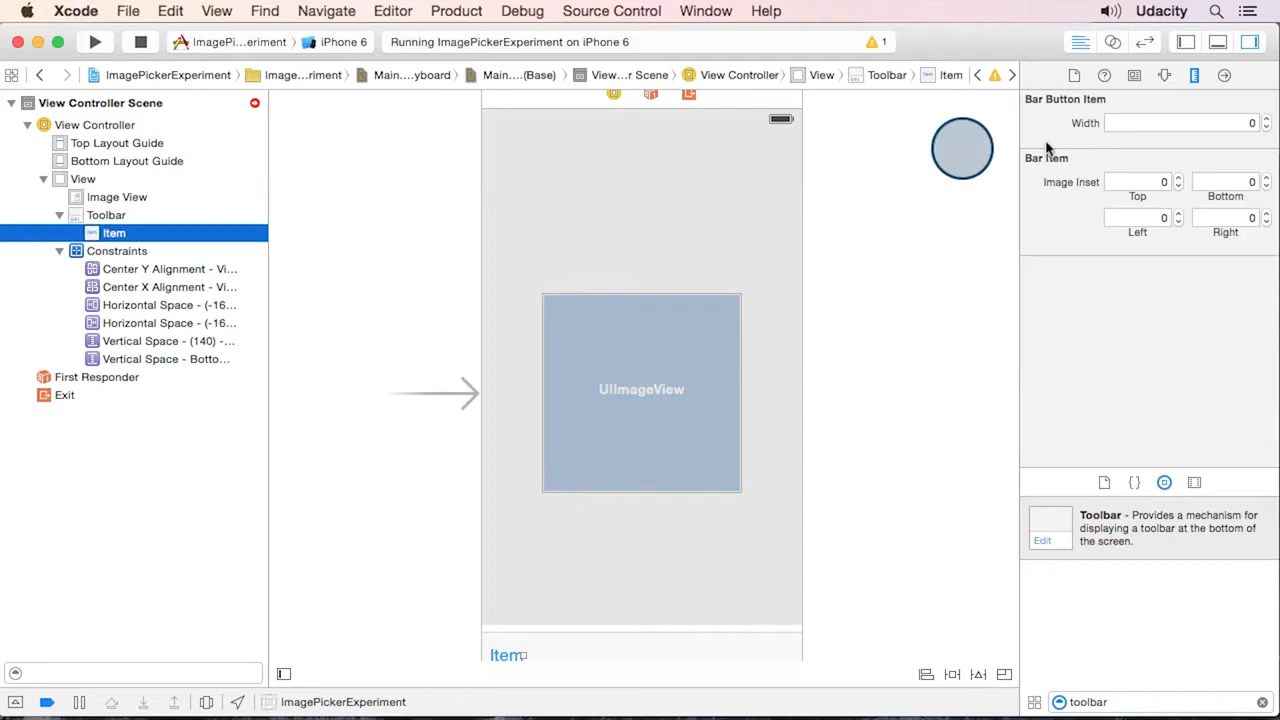 Xcode File Edit View Find Navigate Editor Product Debug Source Control Window Help Udacity
ImagePi...eriment iPhone 6 Running ImagePickerExperiment on iPhone 6 1
ImagePickerExperiment Image...riment Main....yboard Main....(Base) View...r Scene View Controller View Toolbar Item
View Controller Scene
View Controller
Top Layout Guide
Bottom Layout Guide
View
Image View
Toolbar
Item
Constraints
Center Y Alignment - Vi...
Center X Alignment - Vi...
Horizontal Space - (-16...
Horizontal Space - (-16...
Vertical Space - (140) -...
Vertical Space - Botto...
First Responder
Exit
UIImageView
Item
Bar Button Item
Width 0
Bar Item
Image Inset 0 0
Top Bottom
0 0
Left Right
Edit
Toolbar - Provides a mechanism for
displaying a toolbar at the bottom of
the screen.
ImagePickerExperiment
toolbar